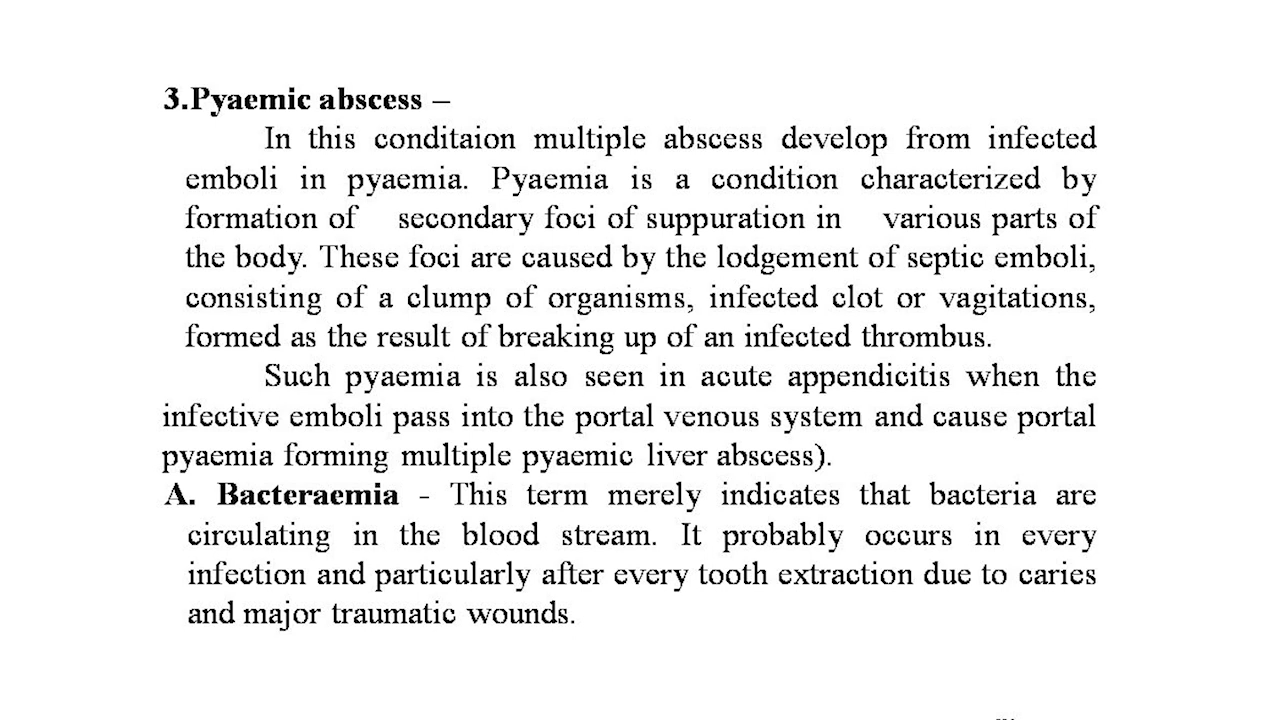 3.Pyaemic abscess –
In this conditaion multiple abscess develop from infected
emboli in pyaemia. Pyaemia is a condition characterized by
formation of secondary foci of suppuration in various parts of
the body. These foci are caused by the lodgement of septic emboli,
consisting of a clump of organisms, infected clot or vagitations,
formed as the result of breaking up of an infected thrombus.
Such pyaemia is also seen in acute appendicitis when the
infective emboli pass into the portal venous system and cause portal
pyaemia forming multiple pyaemic liver abscess).
A. Bacteraemia - This term merely indicates that bacteria are
circulating in the blood stream. It probably occurs in every
infection and particularly after every tooth extraction due to caries
and major traumatic wounds.